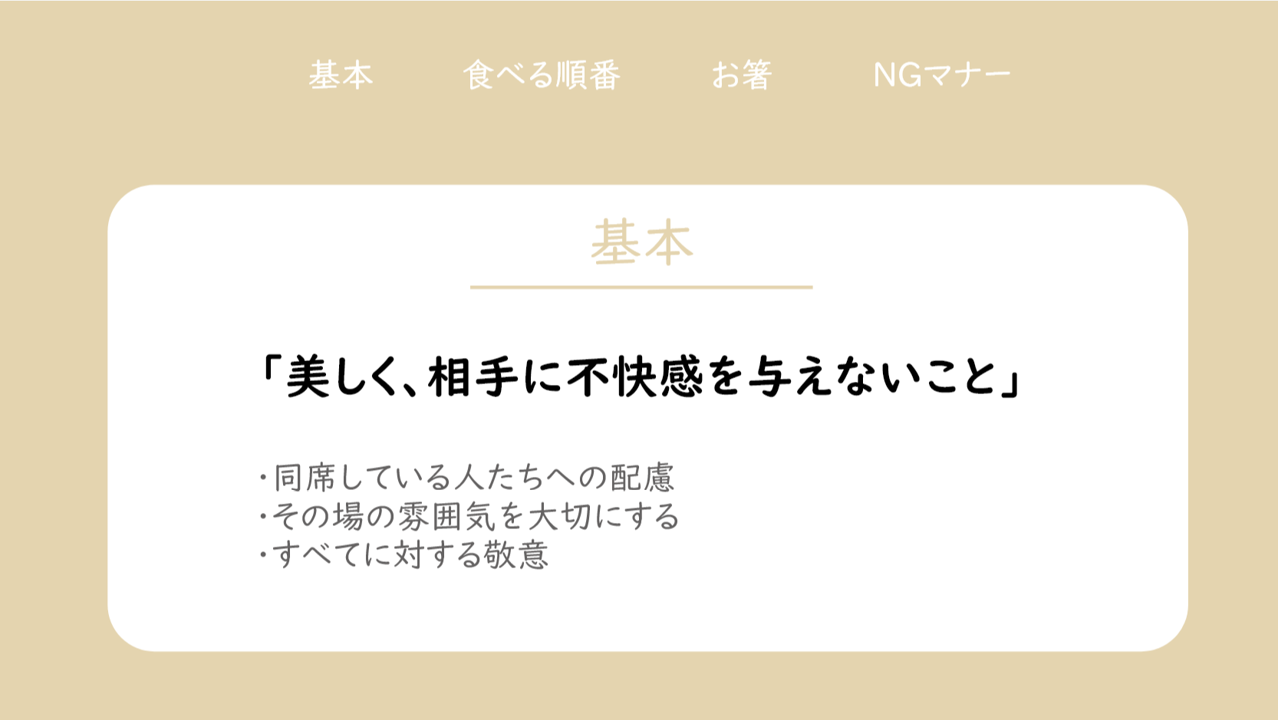 基本 食べる順番 お箸 NGマナー
基本
「美しく、相手に不快感を与えないこと」
・同席している人たちへの配慮
・その場の雰囲気を大切にする
・すべてに対する敬意